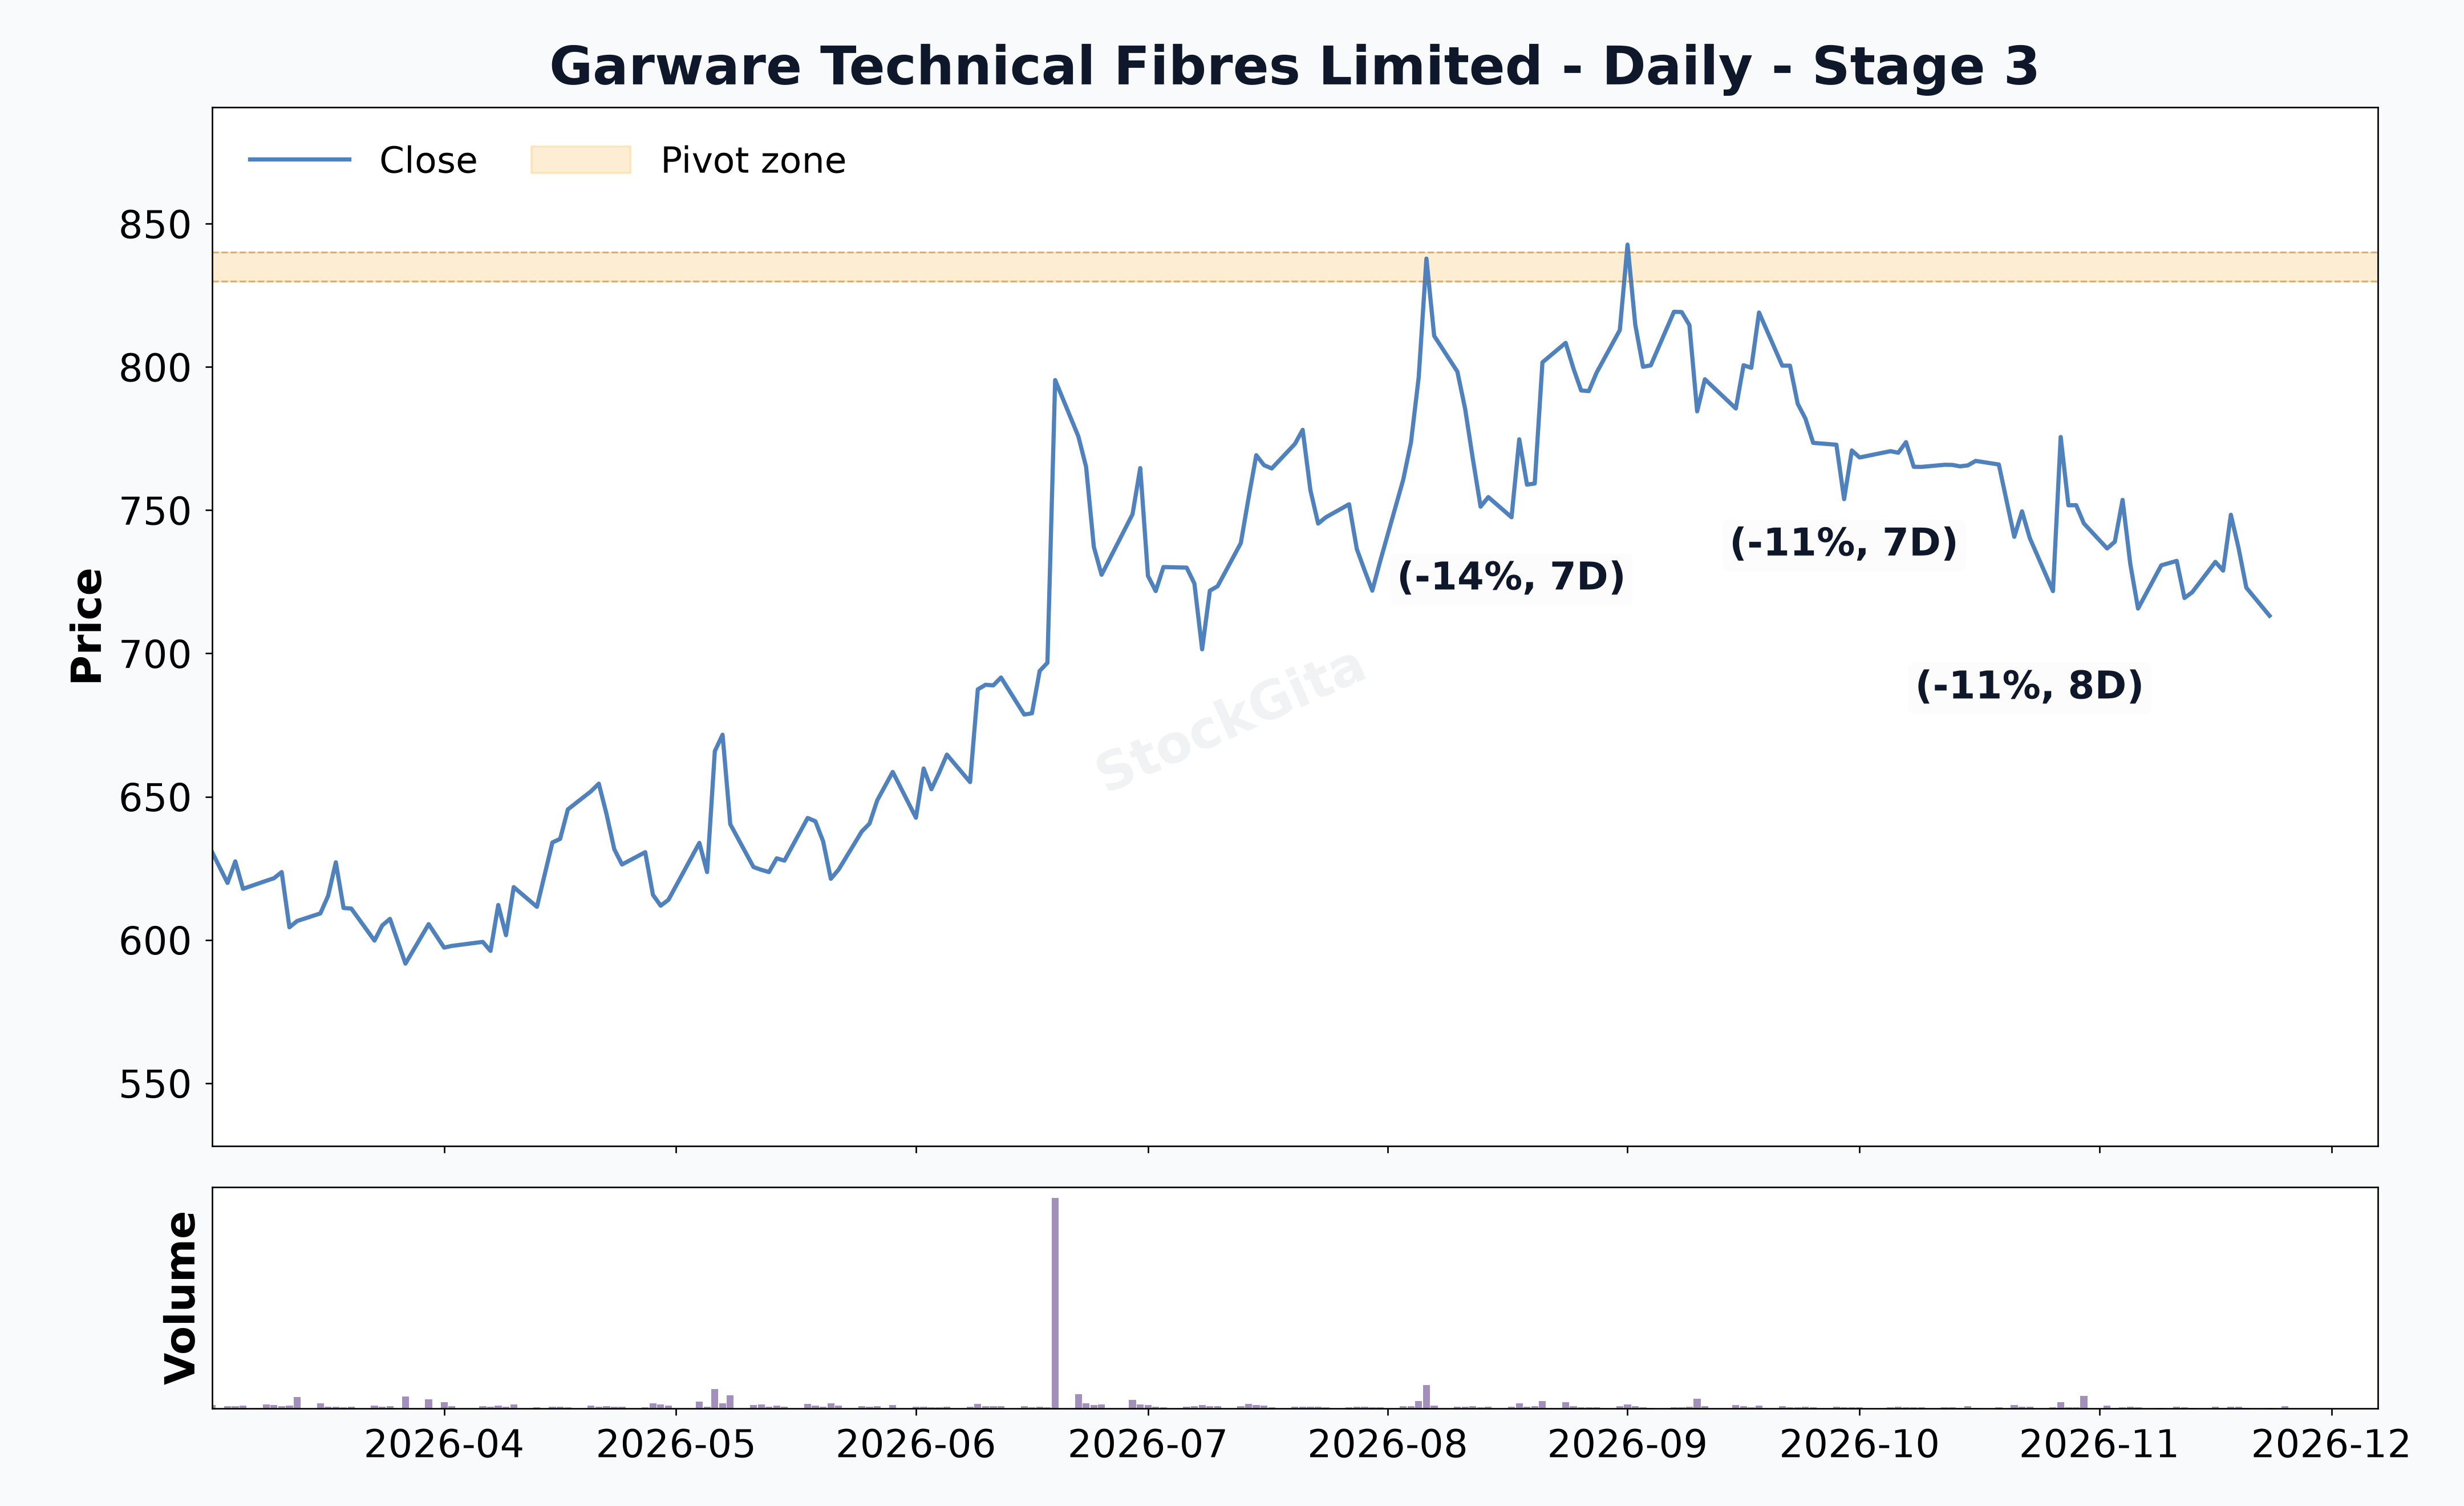 Garware Technical Fibres Limited - Daily - Stage 3
Close
Pivot zone
850
800
750
700
650
600
550
Price
(-14%, 7D)
(-11%, 7D)
(-11%, 8D)
StockGita
Volume
2026-04
2026-05
2026-06
2026-07
2026-08
2026-09
2026-10
2026-11
2026-12